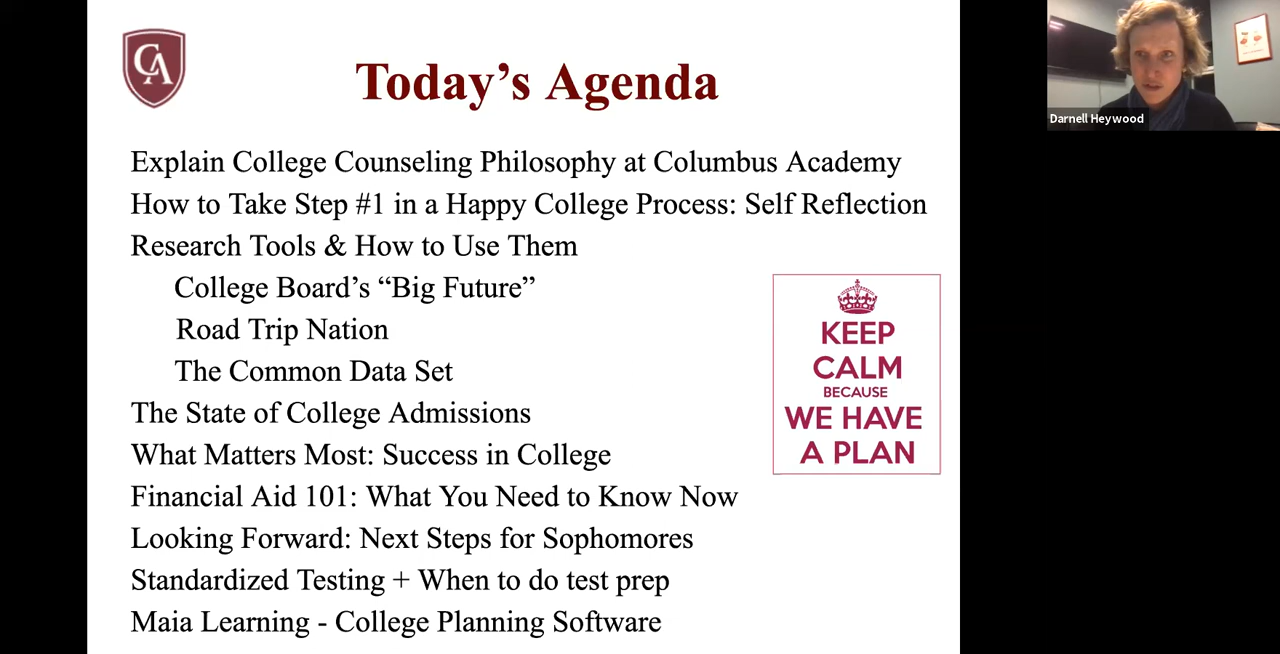 CA
Today's Agenda
Darnell Heywood
Explain College Counseling Philosophy at Columbus Academy
How to Take Step #1 in a Happy College Process: Self Reflection
Research Tools & How to Use Them
College Board's “Big Future”
Road Trip Nation
The Common Data Set
The State of College Admissions
What Matters Most: Success in College
Financial Aid 101: What You Need to Know Now
Looking Forward: Next Steps for Sophomores
Standardized Testing + When to do test prep
Maia Learning - College Planning Software
KEEP
CALM
BECAUSE
WE HAVE
A PLAN